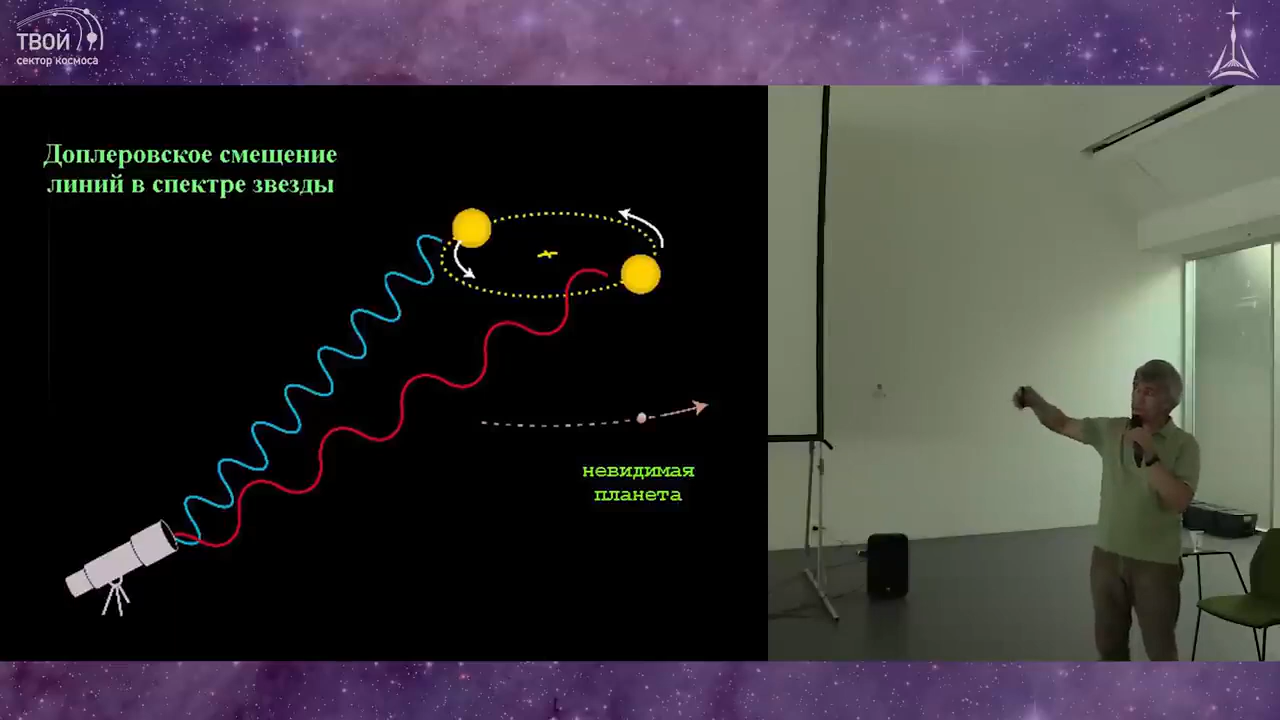 ТВОЙ
сектор космоса
Доплеровское смещение
линий в спектре звезды
невидимая
планета